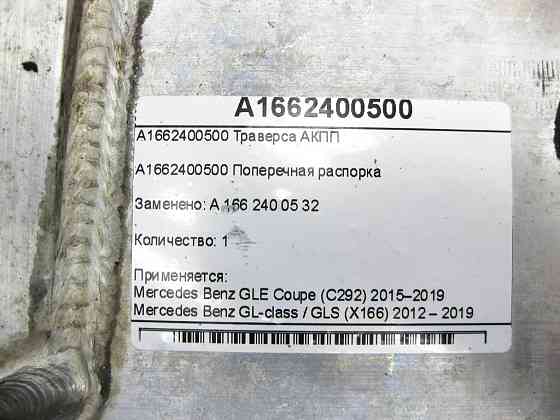 A1662400500
A1662400500 Траверса АКПП
A1662400500 Поперечная распорка
Заменено: A 166 240 05 32
Количество: 1
Применяется:
Mercedes Benz GLE Coupe (C292) 2015–2019
Mercedes Benz GL-class / GLS (X166) 2012 – 2019